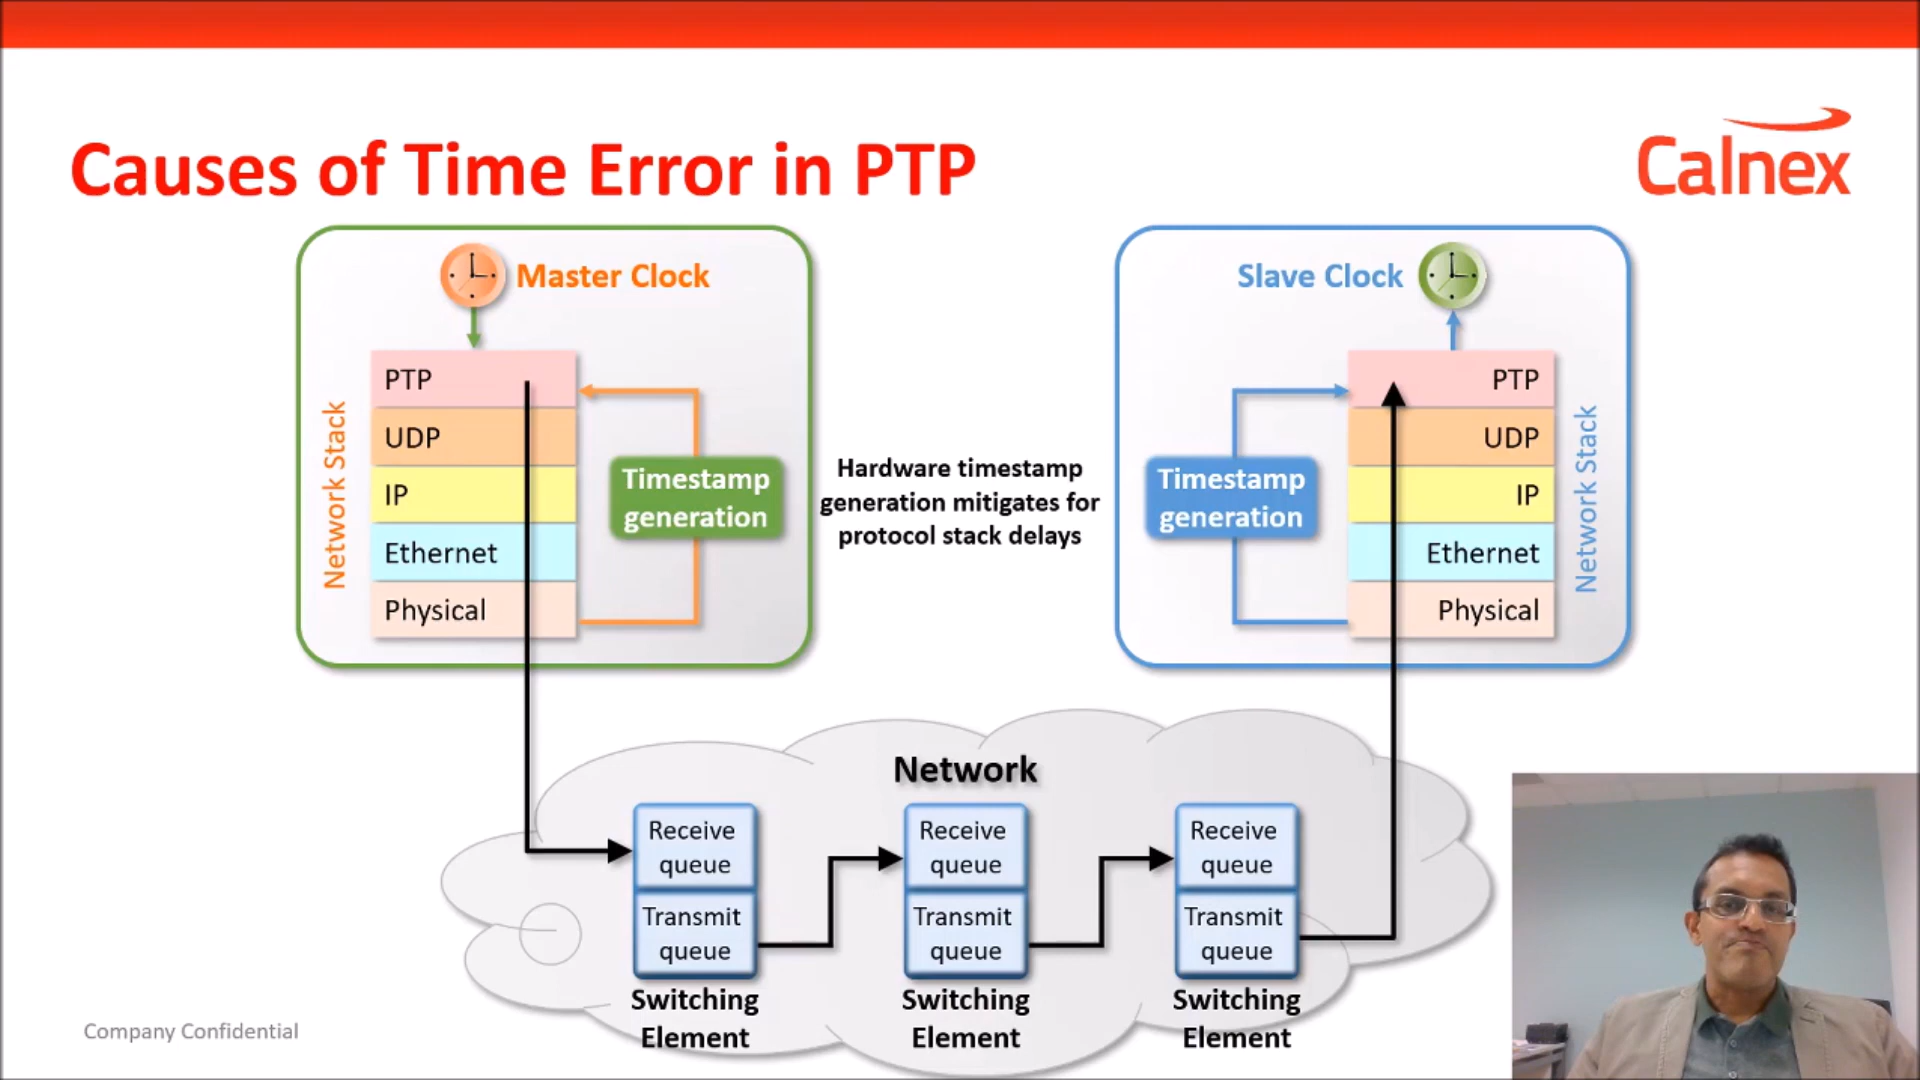 Causes of Time Error in PTP
Calnex
Master Clock
Network Stack
PTP
UDP
IP
Ethernet
Physical
Timestamp
generation
Hardware timestamp
generation mitigates for
protocol stack delays
Slave Clock
Timestamp
generation
PTP
UDP
IP
Ethernet
Physical
Network Stack
Network
Receive
queue
Transmit
queue
Switching
Element
Receive
queue
Transmit
queue
Switching
Element
Receive
queue
Transmit
queue
Switching
Element
Company Confidential